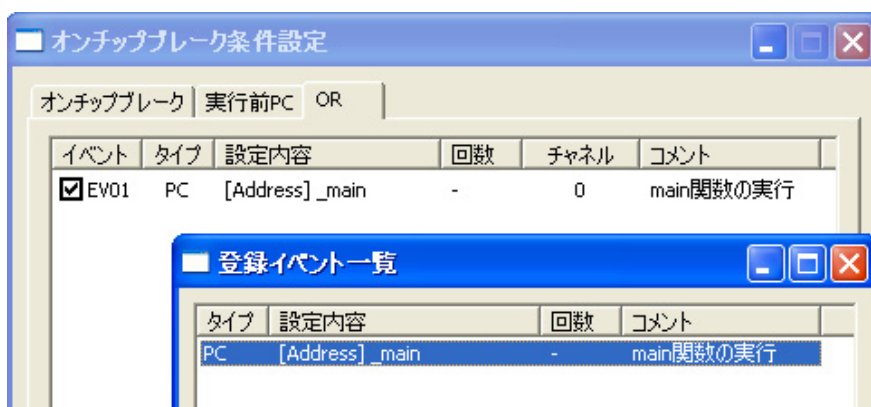 オンチップブレーク条件設定
オンチップブレーク 実行前PC OR
イベント タイプ 設定内容 回数 チャネル コメント
EV01 PC [Address] _main - 0 main関数の実行
登録イベント一覧
タイプ 設定内容 回数 コメント
PC [Address] _main - main関数の実行